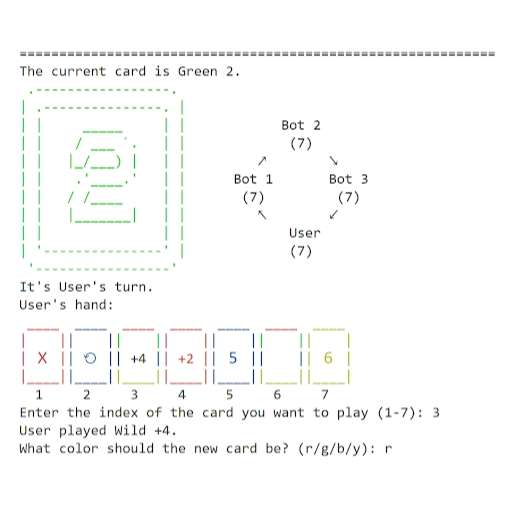 ============================================================
The current card is Green 2.
2
Bot 2
(7)
↗ ↘
Bot 1 Bot 3
(7) (7)
↖ ↙
User
(7)
It's User's turn.
User's hand:
X ⟲ +4 +2 5 6
1 2 3 4 5 6 7
Enter the index of the card you want to play (1-7): 3
User played Wild +4.
What color should the new card be? (r/g/b/y): r